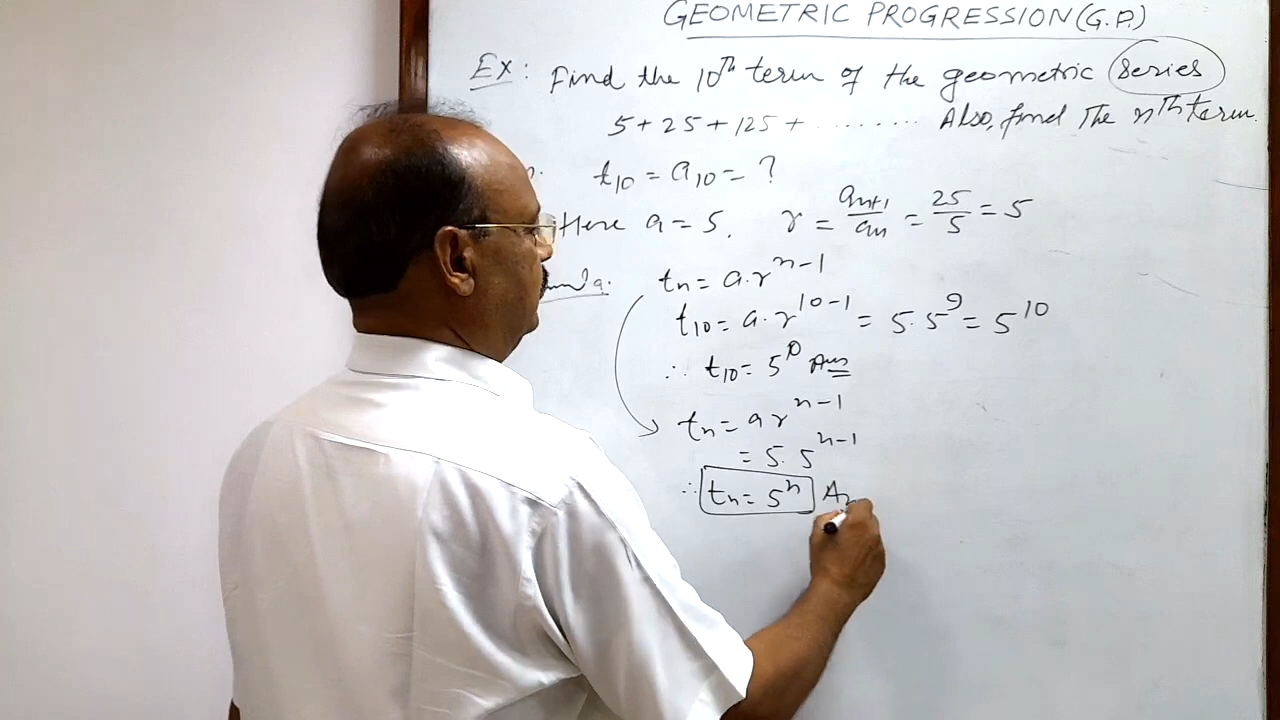 GEOMETRIC PROGRESSION (G.P.)
Ex: Find the 10th term of the geometric series
5 + 25 + 125 + ........ Also, find The nth term.
t10 = a10 = ?
Here a = 5, r = an+1/an = 25/5 = 5
tn = a.r^n-1
t10 = a.r^10-1 = 5.5^9 = 5^10
∴ t10 = 5^10 Ans
tn = ar^n-1
= 5.5^n-1
∴ tn = 5^n